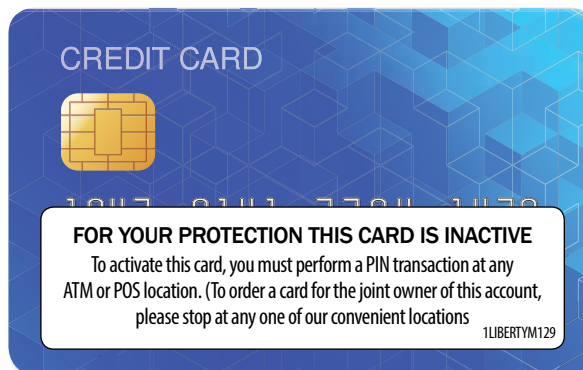 CREDIT CARD
FOR YOUR PROTECTION THIS CARD IS INACTIVE
To activate this card, you must perform a PIN transaction at any
ATM or POS location. (To order a card for the joint owner of this account,
please stop at any one of our convenient locations
1LIBERTYM129